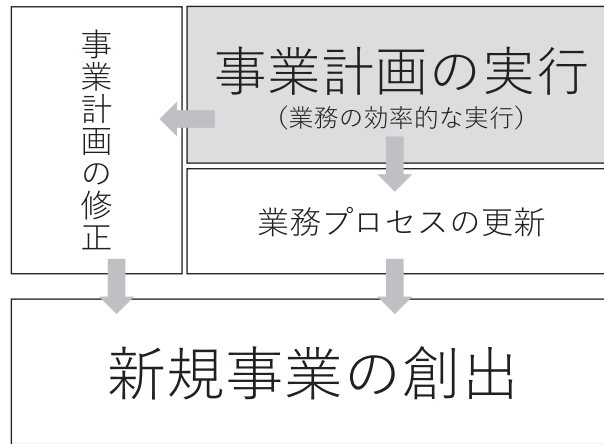 事業計画の修正
事業計画の実行
（業務の効率的な実行）
業務プロセスの更新
新規事業の創出